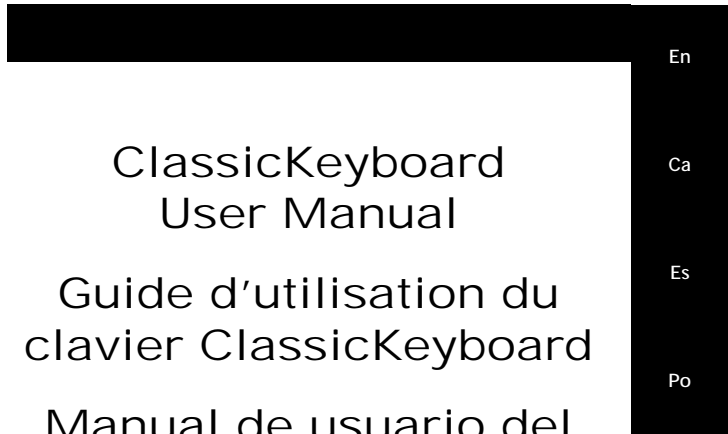 ClassicKeyboard
User Manual
Guide d'utilisation du
clavier ClassicKeyboard
Manual de usuario del
En
Ca
Es
Po